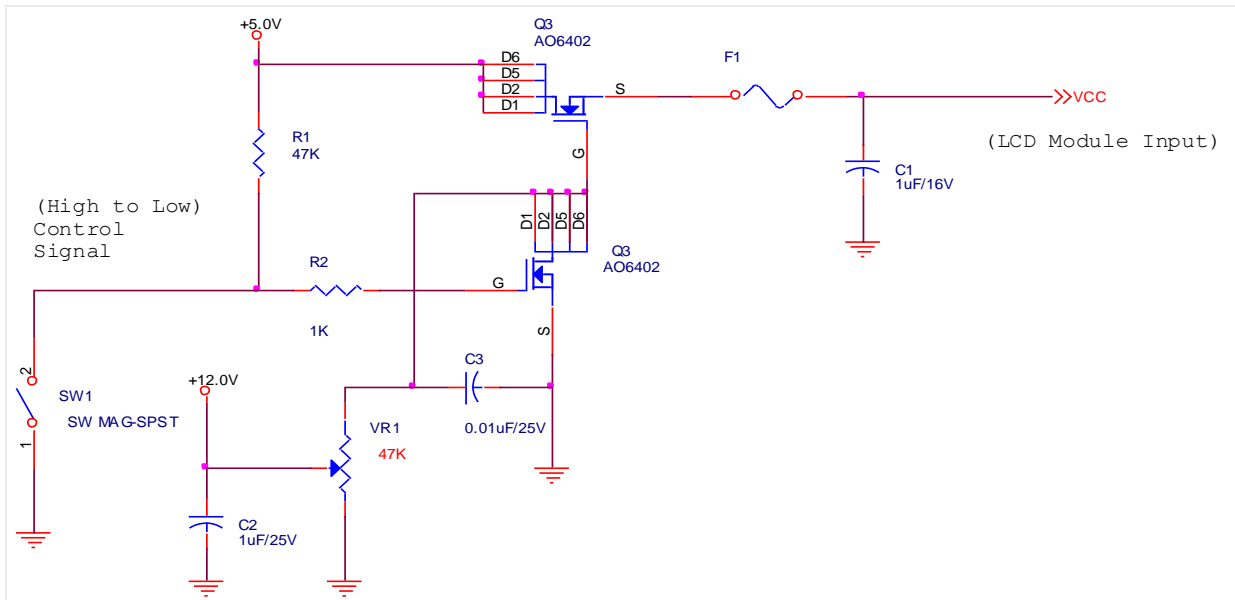 +5.0V
Q3
AO6402
D6
D5
D2
D1
S
G
F1
VCC
(LCD Module Input)
R1
47K
C1
1uF/16V
(High to Low)
Control
Signal
D1
D2
D5
D6
Q3
AO6402
R2
1K
G
S
2
1
SW1
SW MAG-SPST
+12.0V
C3
0.01uF/25V
VR1
47K
C2
1uF/25V